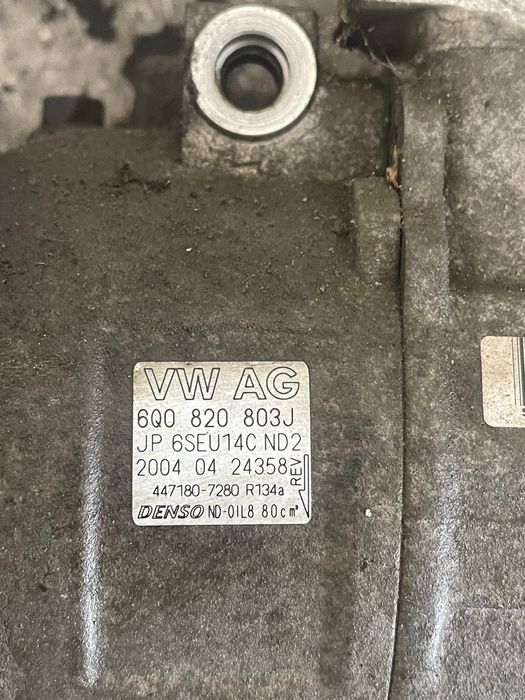 VW AG
6Q0 820 803J
JP 6SEU14C ND2
2004 04 24358
REV
447180-7280 R134a
DENSO ND-OIL8 80cm³